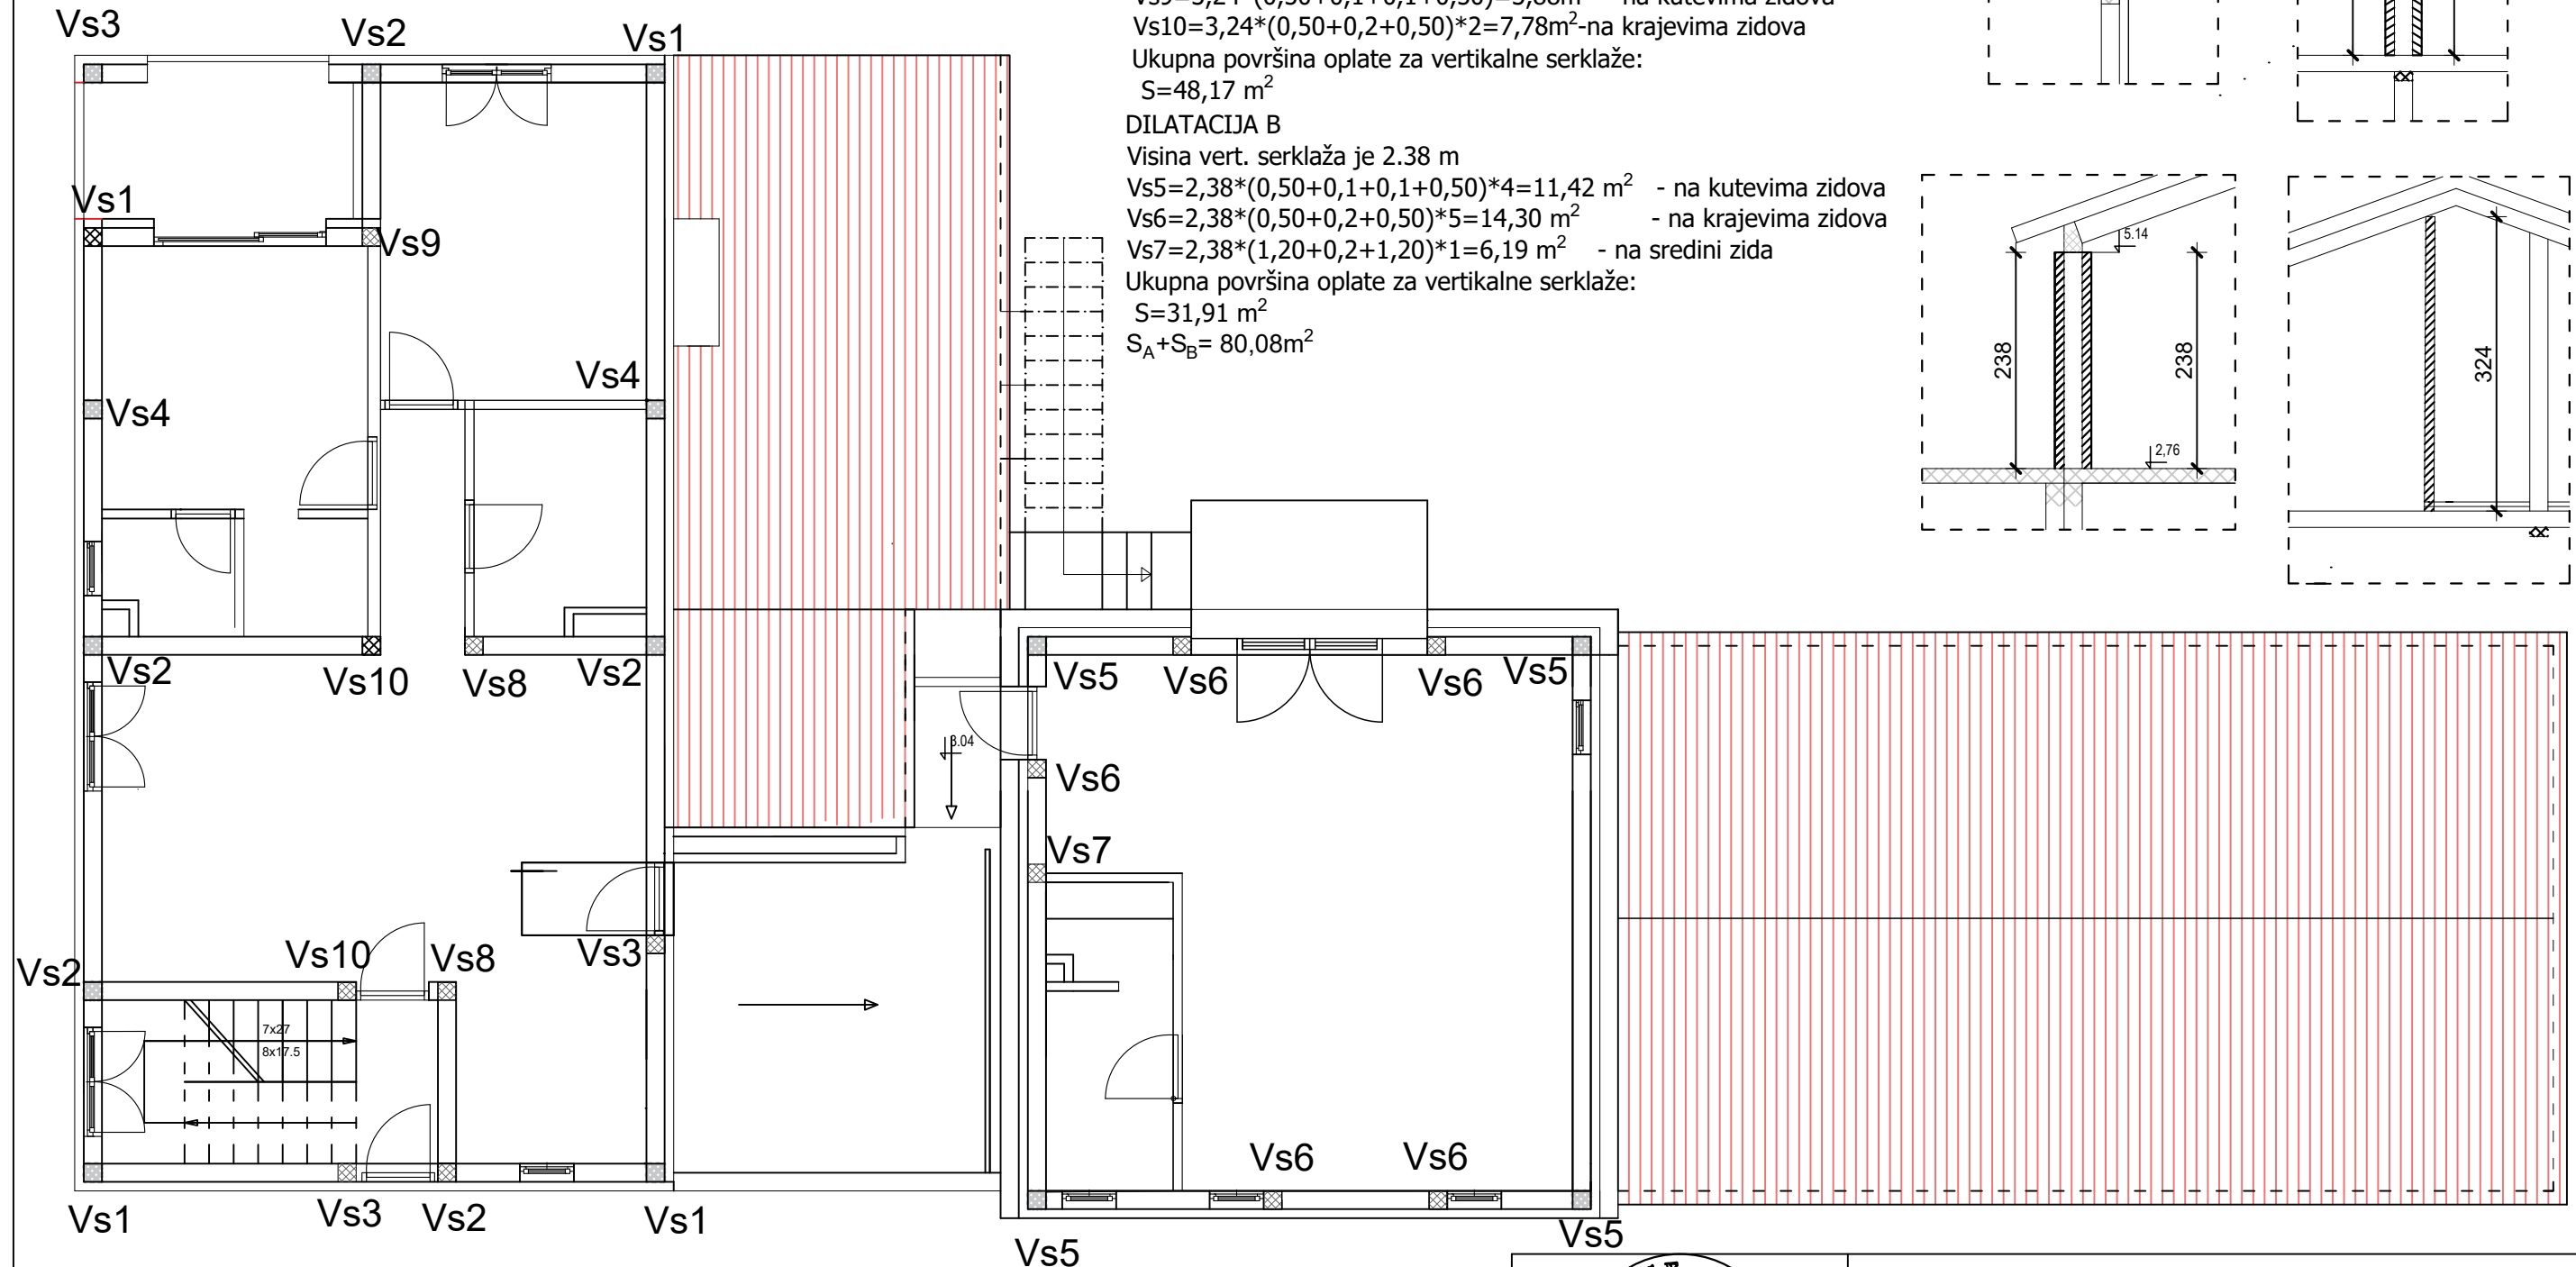 Vs10=3,24*(0,50+0,2+0,50)*2=7,78m²-na krajevima zidova
Ukupna površina oplate za vertikalne serklaže:
S=48,17 m²
DILATACIJA B
Visina vert. serklaža je 2.38 m
Vs5=2,38*(0,50+0,1+0,1+0,50)*4=11,42 m² - na kutevima zidova
Vs6=2,38*(0,50+0,2+0,50)*5=14,30 m² - na krajevima zidova
Vs7=2,38*(1,20+0,2+1,20)*1=6,19 m² - na sredini zida
Ukupna površina oplate za vertikalne serklaže:
S=31,91 m²
S_A+S_B= 80,08m²
Vs3
Vs2
Vs1
Vs1
Vs9
Vs4
Vs4
Vs2
Vs10
Vs8
Vs2
Vs5
Vs6
Vs6
Vs5
3.04
Vs6
Vs7
Vs2
Vs10
Vs8
Vs3
7x27
8x17.5
Vs6
Vs6
Vs1
Vs3
Vs2
Vs1
Vs5
Vs5
5.14
238
238
2,76
324